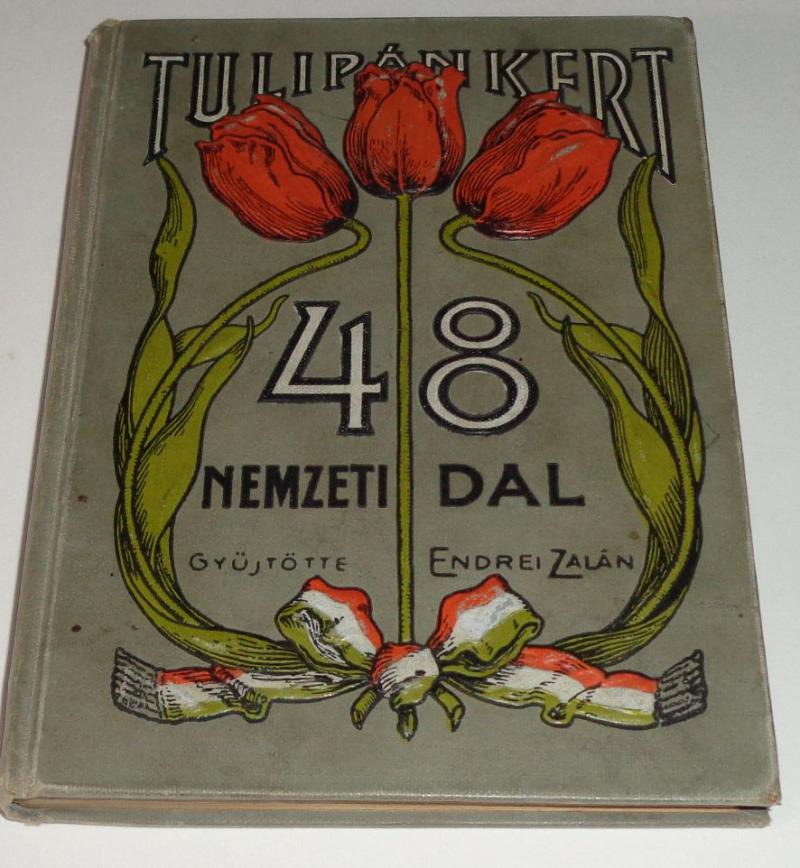 TULIPÁNKERT
48
NEMZETI DAL
GYŰJTÖTTE ENDREI ZALÁN